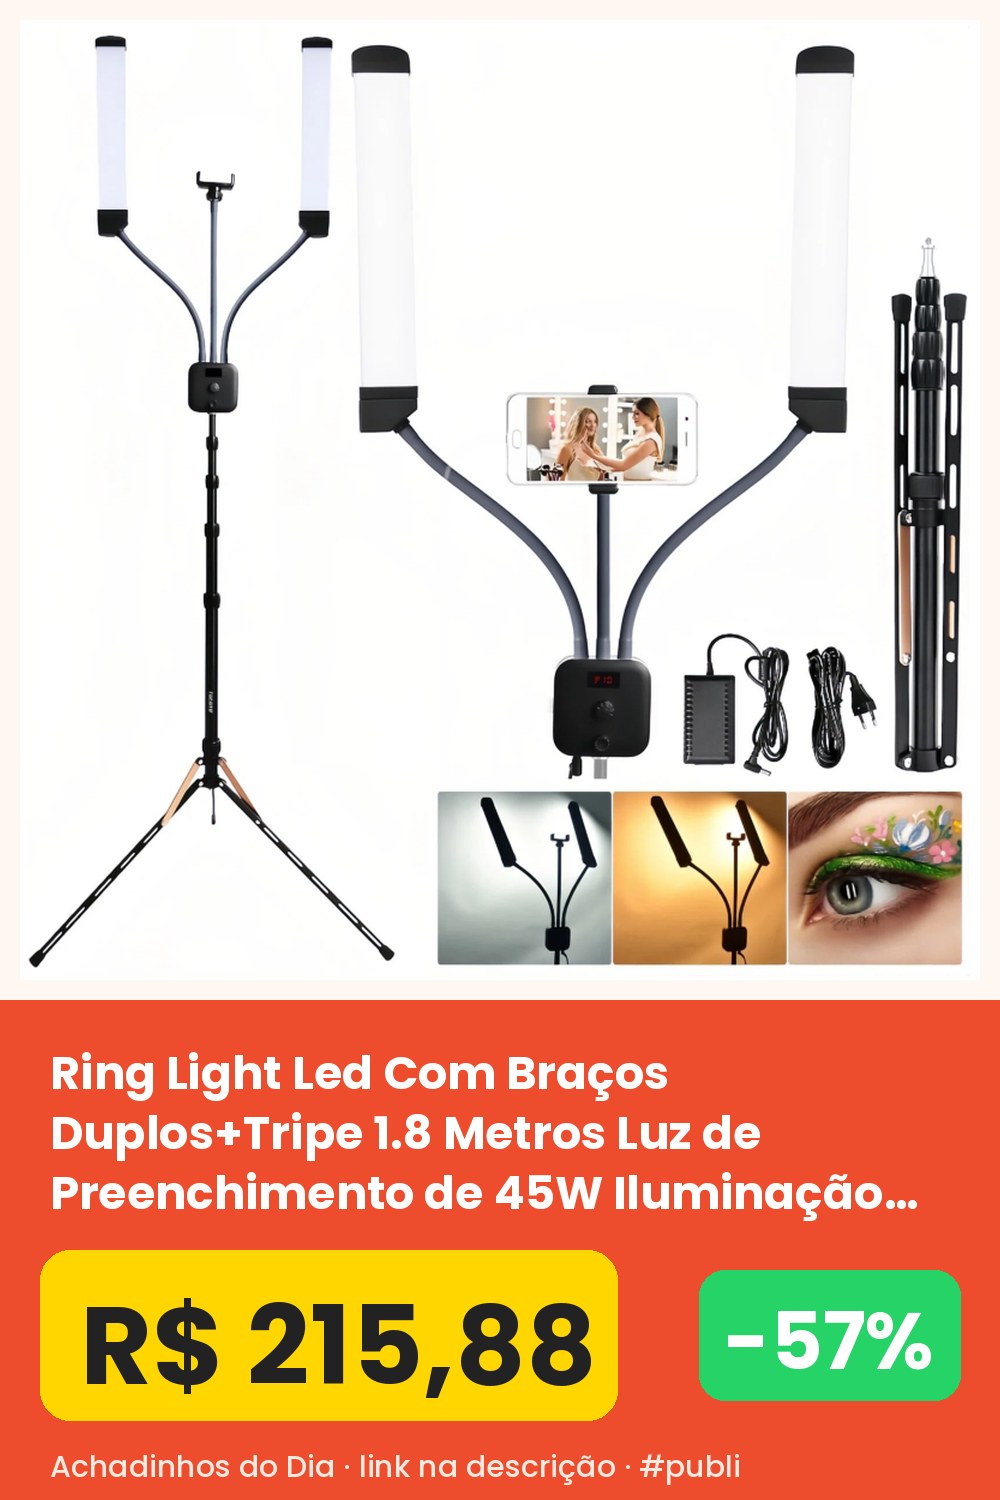 Ring Light Led Com Braços
Duplos+Tripe 1.8 Metros Luz de
Preenchimento de 45W Iluminação...
R$ 215,88
-57%
Achadinhos do Dia · link na descrição · #publi